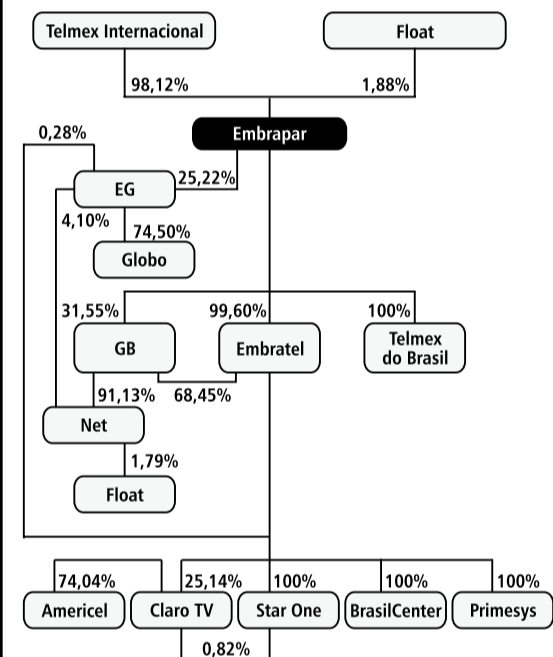 Telmex Internacional
Float
98,12%
1,88%
0,28%
Embrapar
EG
25,22%
4,10%
74,50%
Globo
31,55%
99,60%
100%
GB
Embratel
Telmex
do Brasil
91,13%
68,45%
Net
1,79%
Float
74,04%
25,14%
100%
100%
100%
Americel
Claro TV
Star One
BrasilCenter
Primesys
0,82%